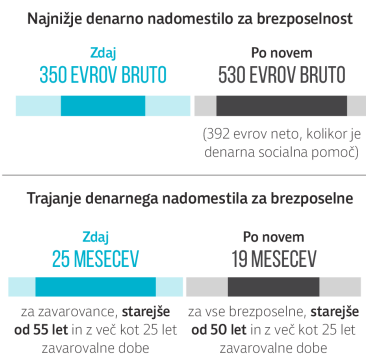 Najnižje denarno nadomestilo za brezposelnost
Zdaj
350 EVROV BRUTO
Po novem
530 EVROV BRUTO
(392 evrov neto, kolikor je
denarna socialna pomoč)
Trajanje denarnega nadomestila za brezposelne
Zdaj
25 MESECEV
za zavarovance, starejše
od 55 let in z več kot 25 let
zavarovalne dobe
Po novem
19 MESECEV
za vse brezposelne, starejše
od 50 let in z več kot 25 let
zavarovalne dobe